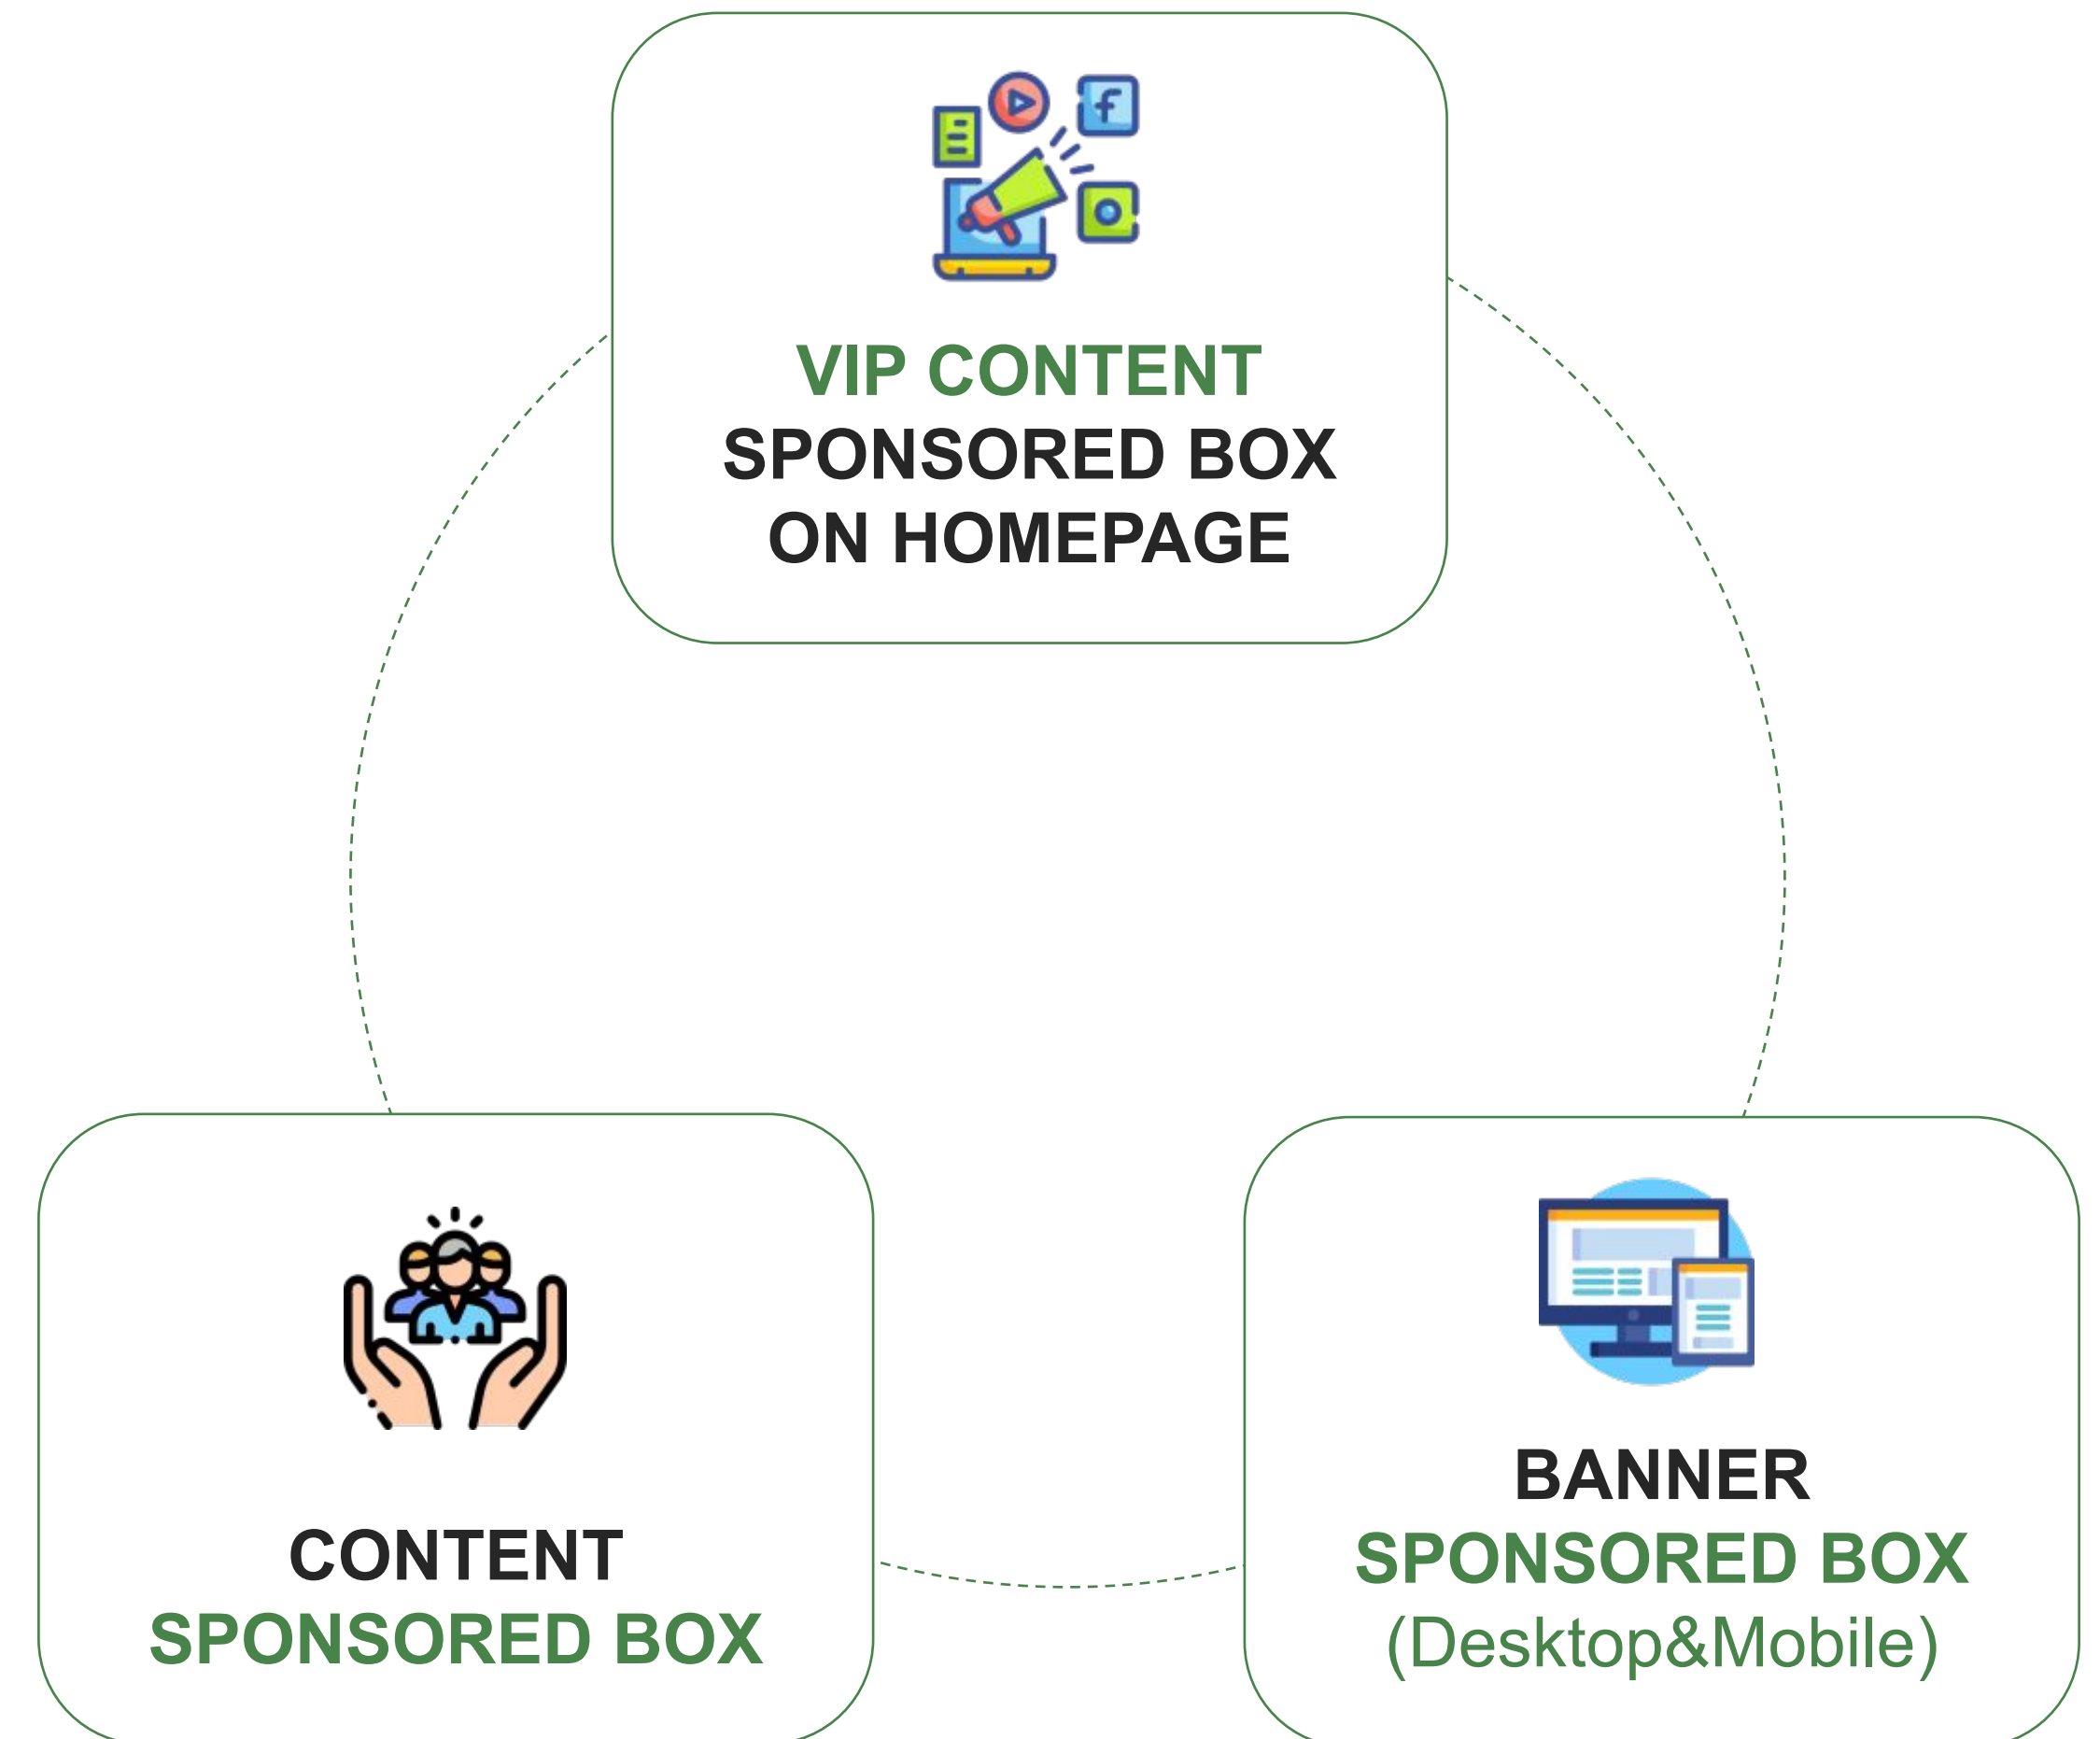 VIP CONTENT
SPONSORED BOX
ON HOMEPAGE
CONTENT
SPONSORED BOX
BANNER
SPONSORED BOX
(Desktop&Mobile)